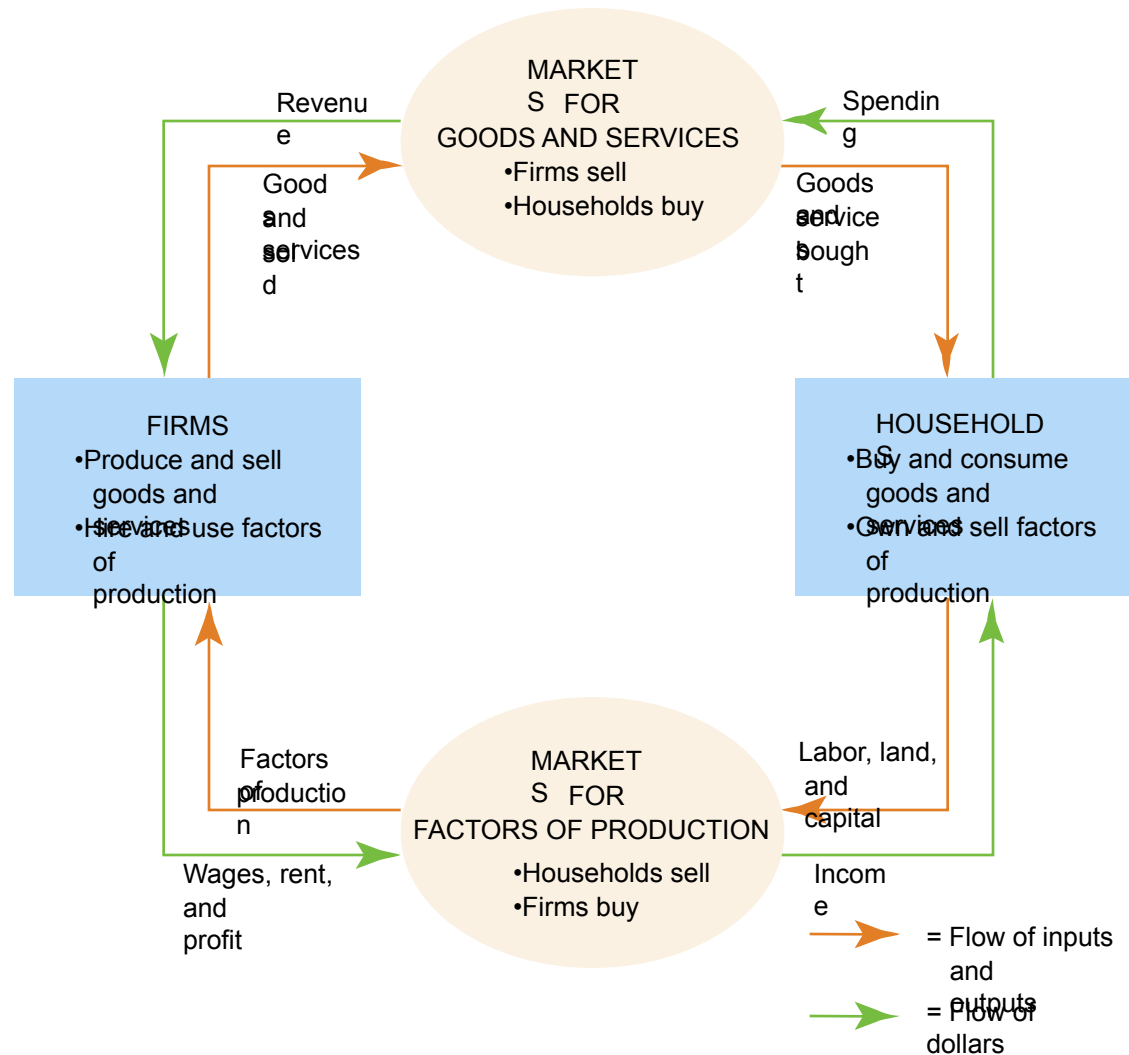 MARKET
S FOR
GOODS AND SERVICES
•Firms sell
•Households buy
Revenu
e
Spendin
g
Good
s
and
services
sol
d
Goods
and
service
s
bough
t
FIRMS
•Produce and sell
goods and
services
•Hire and use factors
of
production
HOUSEHOLD
S
•Buy and consume
goods and
services
•Own and sell factors
of
production
Factors
of
productio
n
MARKET
S FOR
FACTORS OF PRODUCTION
•Households sell
•Firms buy
Labor, land,
and
capital
Wages, rent,
and
profit
Incom
e
= Flow of inputs
and
outputs
= Flow of
dollars